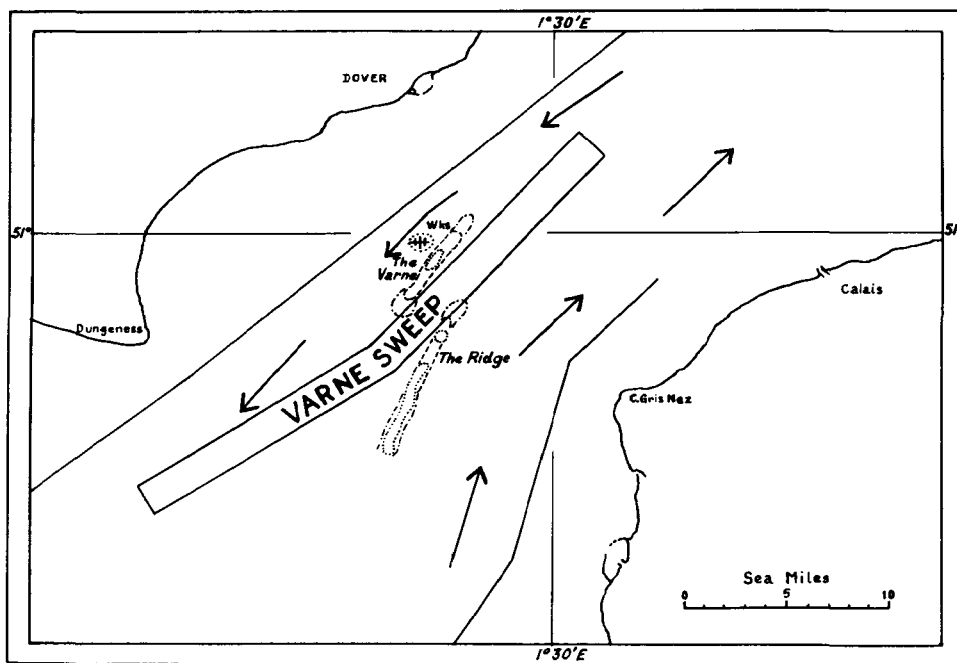 1°30'E
DOVER
51°
51°
Wks
The
Varne
VARNE SWEEP
Dungeness
The Ridge
Calais
C.Gris Nez
Sea Miles
0 5 10
1°30'E